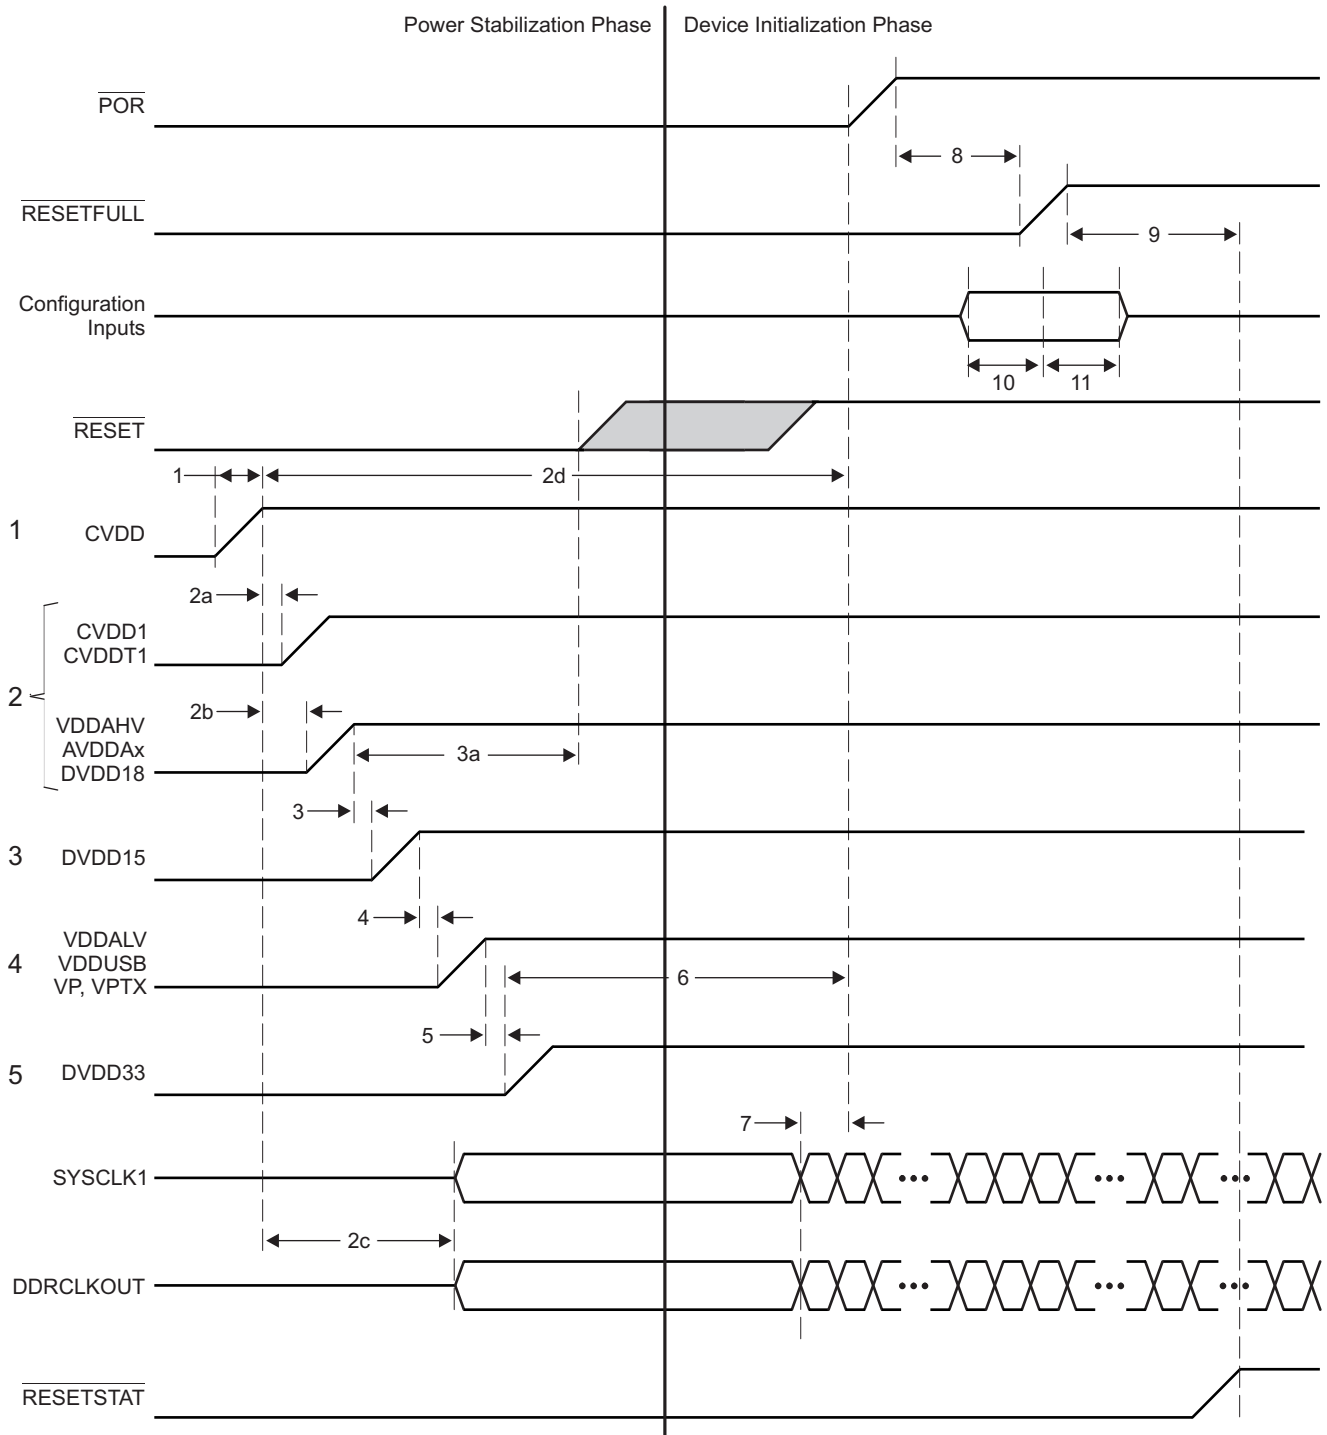 Power Stabilization Phase
Device Initialization Phase
POR
8
RESETFULL
9
Configuration
Inputs
10
11
RESET
1
2d
1
CVDD
2a
CVDD1
CVDDT1
2
2b
VDDAHV
AVDDAx
DVDD18
3a
3
3
DVDD15
4
4
VDDALV
VDDUSB
VP, VPTX
6
5
5
DVDD33
7
SYSCLK1
2c
DDRCLKOUT
RESETSTAT